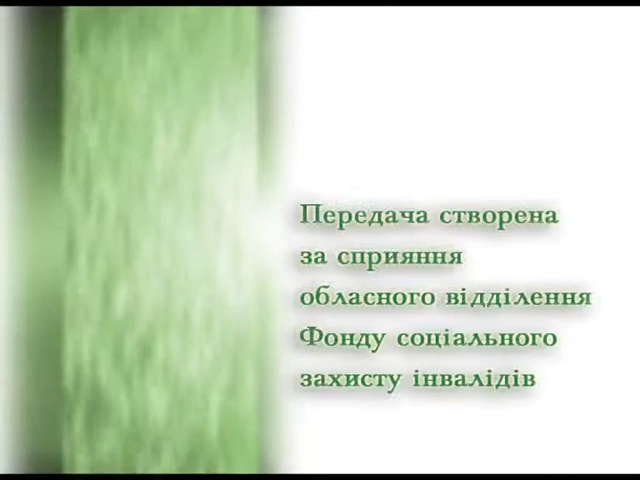 Передача створена
за сприяння
обласного відділення
Фонду соціального
захисту інвалідів